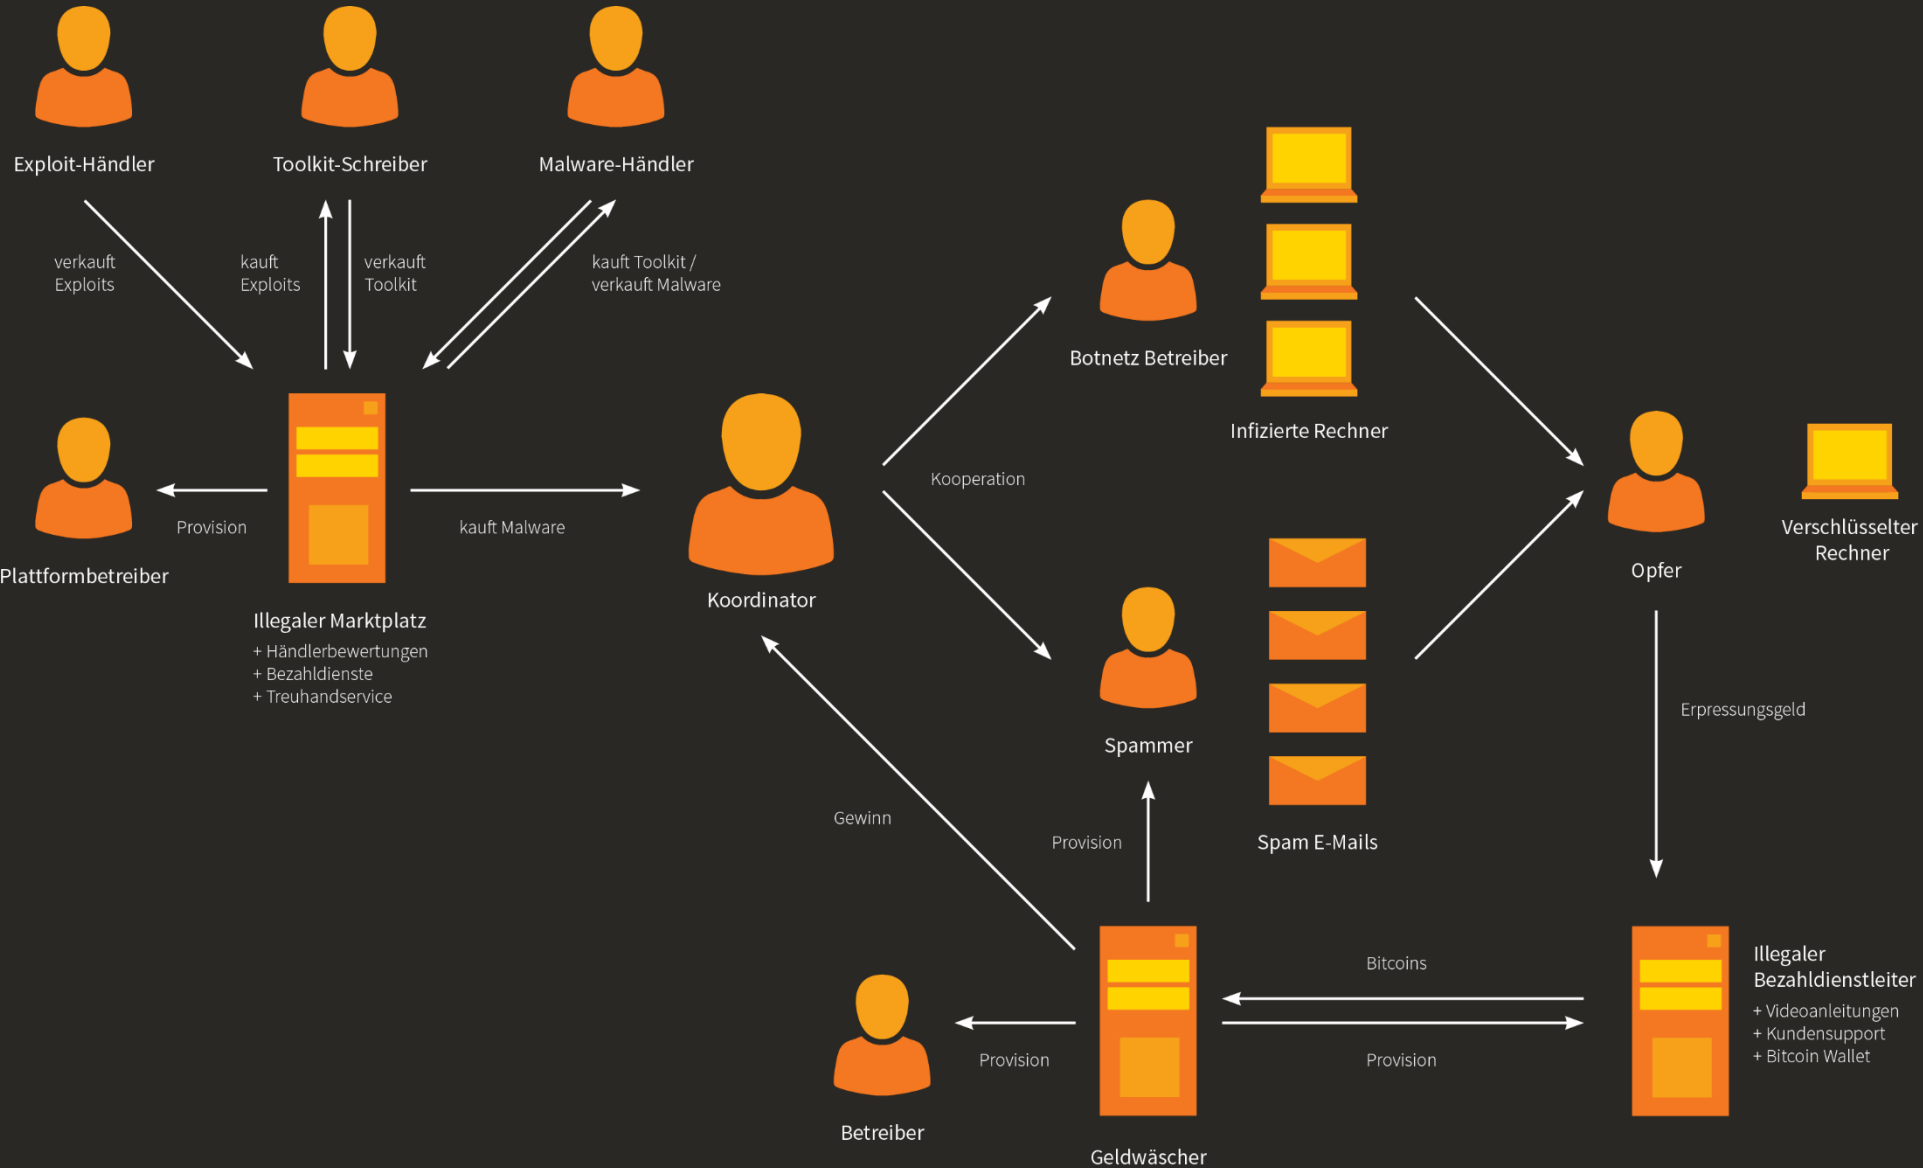 Exploit-Händler
Toolkit-Schreiber
Malware-Händler
verkauft
Exploits
kauft
Exploits
verkauft
Toolkit
kauft Toolkit /
verkauft Malware
Botnetz Betreiber
Infizierte Rechner
Kooperation
Provision
kauft Malware
Plattformbetreiber
Koordinator
Illegaler Marktplatz
+ Händlerbewertungen
+ Bezahldienste
+ Treuhandservice
Verschlüsselter
Rechner
Opfer
Spammer
Erpressungsgeld
Gewinn
Provision
Spam E-Mails
Bitcoins
Illegaler
Bezahldienstleiter
+ Videoanleitungen
+ Kundensupport
+ Bitcoin Wallet
Provision
Provision
Betreiber
Geldwäscher